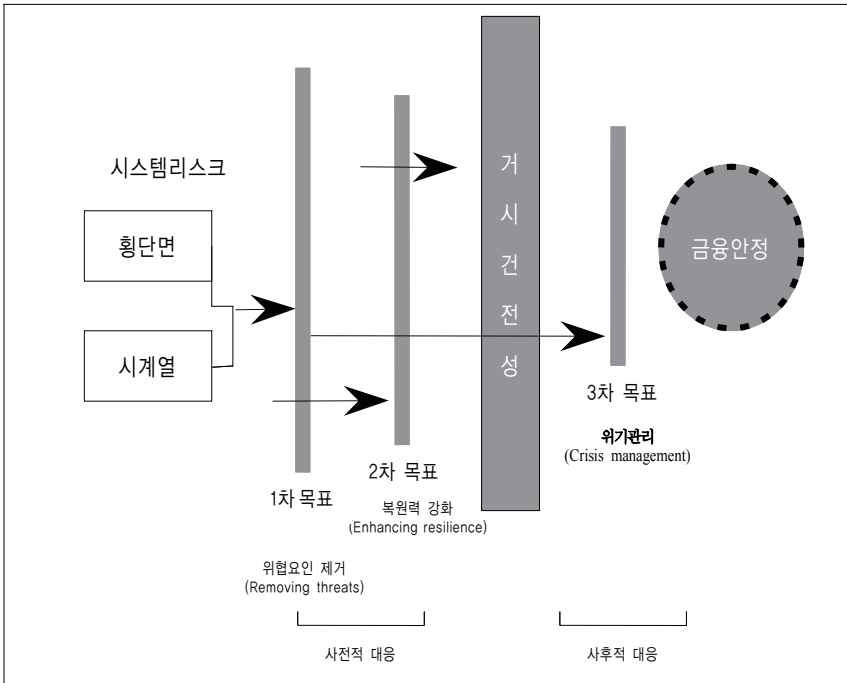 시스템리스크
횡단면
시계열
거
시
건
전
성
금융안정
1차 목표
위협요인 제거
(Removing threats)
2차 목표
복원력 강화
(Enhancing resilience)
3차 목표
위기관리
(Crisis management)
사전적 대응
사후적 대응